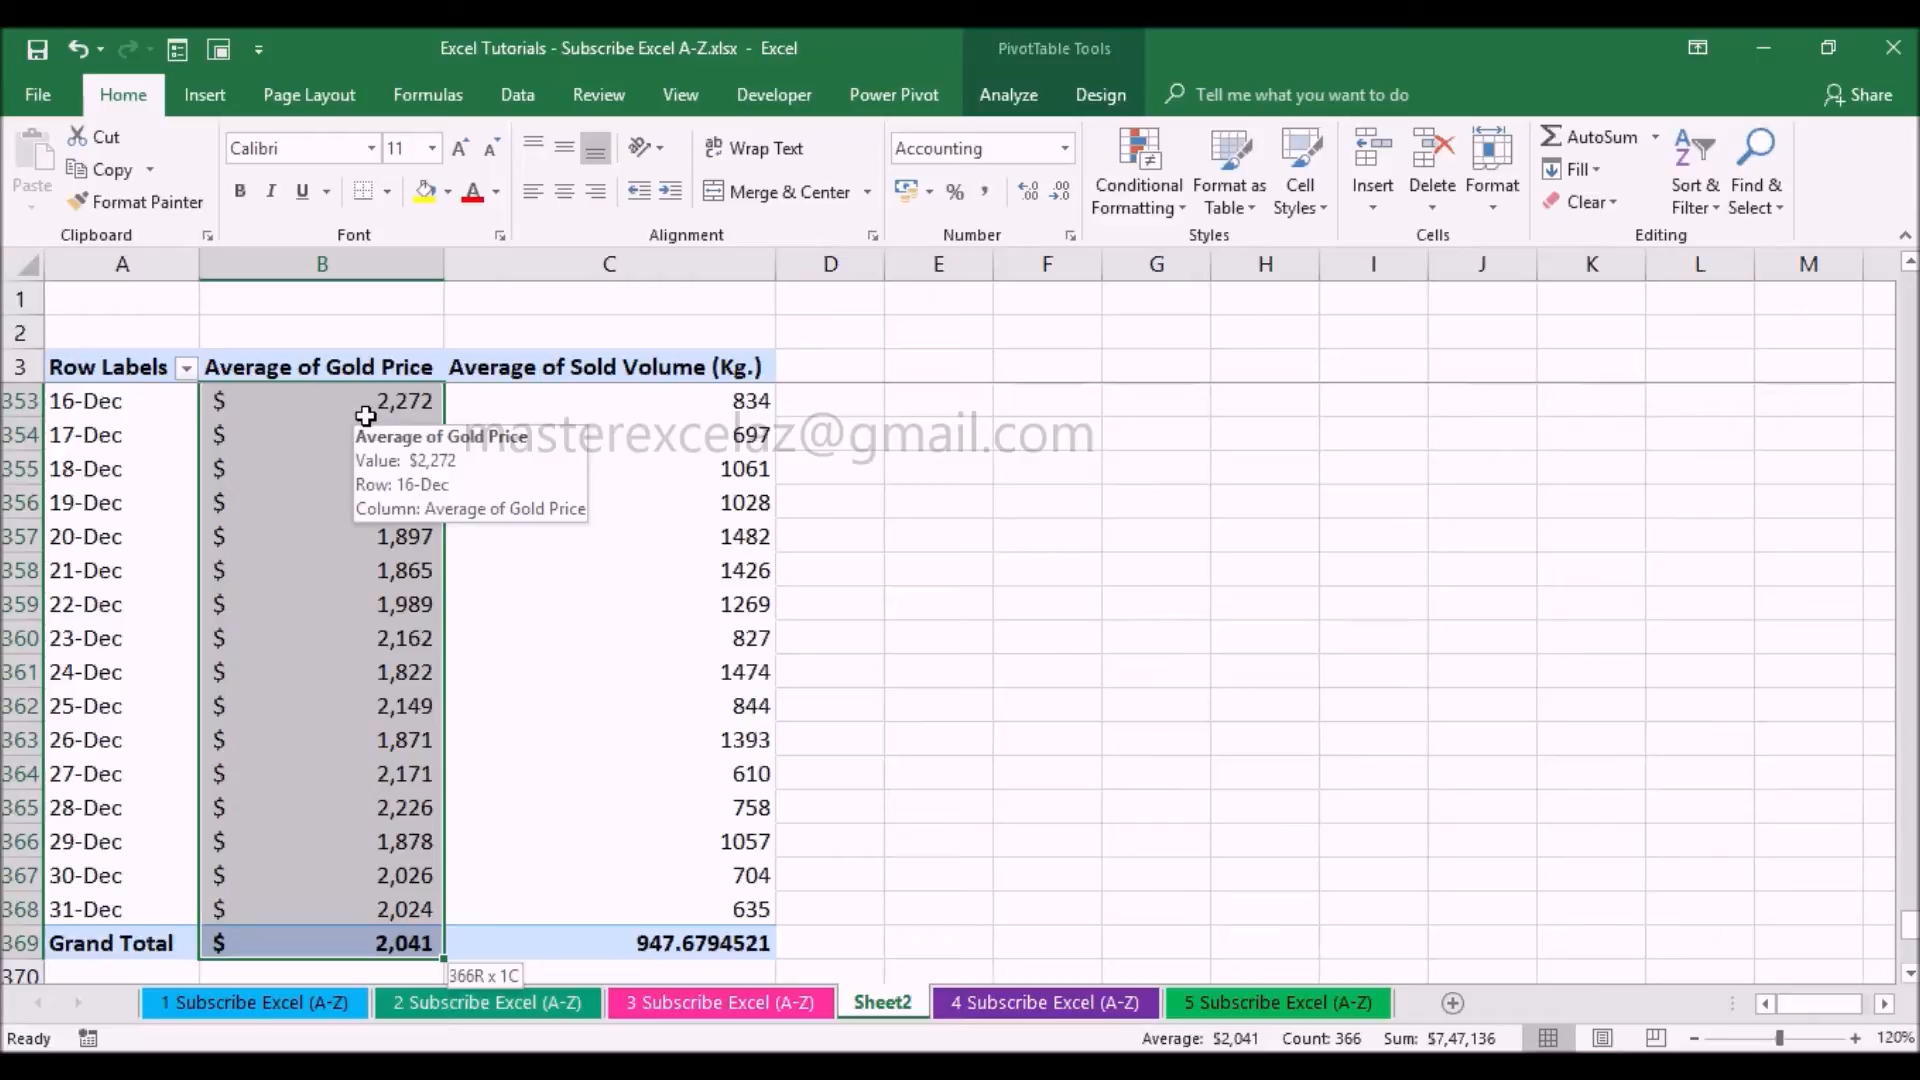 Excel Tutorials - Subscribe Excel A-Z.xlsx - Excel
PivotTable Tools
File Home Insert Page Layout Formulas Data Review View Developer Power Pivot Analyze Design Tell me what you want to do Share
Paste
Cut
Copy
Format Painter
Calibri 11
B I U
A A
Wrap Text
Merge & Center
Accounting
%
Conditional Formatting
Format as Table
Cell Styles
Insert
Delete
Format
AutoSum
Fill
Clear
Sort & Filter
Find & Select
Clipboard Font Alignment Number Styles Cells Editing
A B C D E F G H I J K L M
1
2
3 Row Labels Average of Gold Price Average of Sold Volume (Kg.)
353 16-Dec $ 2,272 834
354 17-Dec $ 697
355 18-Dec $ 1061
356 19-Dec $ 1028
357 20-Dec $ 1,897 1482
358 21-Dec $ 1,865 1426
359 22-Dec $ 1,989 1269
360 23-Dec $ 2,162 827
361 24-Dec $ 1,822 1474
362 25-Dec $ 2,149 844
363 26-Dec $ 1,871 1393
364 27-Dec $ 2,171 610
365 28-Dec $ 2,226 758
366 29-Dec $ 1,878 1057
367 30-Dec $ 2,026 704
368 31-Dec $ 2,024 635
369 Grand Total $ 2,041 947.6794521
370
Average of Gold Price
Value: $2,272
Row: 16-Dec
Column: Average of Gold Price
masterexcelaz@gmail.com
366R x 1C
1 Subscribe Excel (A-Z) 2 Subscribe Excel (A-Z) 3 Subscribe Excel (A-Z) Sheet2 4 Subscribe Excel (A-Z) 5 Subscribe Excel (A-Z)
Ready Average: $2,041 Count: 366 Sum: $7,47,136 120%